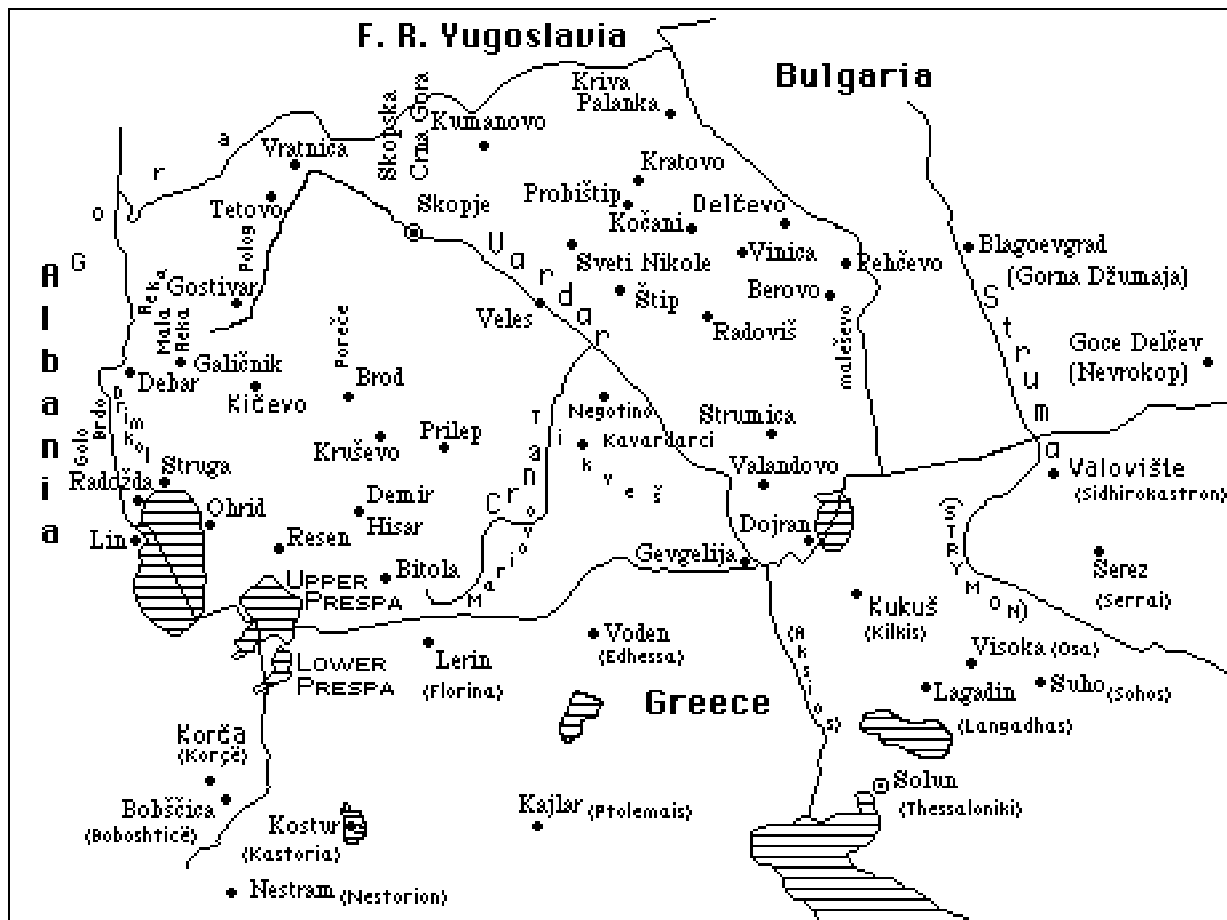 F. R. Yugoslavia
Bulgaria
Albania
Greece
Gora
Skopska
Crna Gora
Kriva
Palanka
Kumanovo
Vratnica
Kratovo
Tetovo
Skopje
Probištip
Delčevo
Kočani
Polog
Vardar
Vinica
Blagoevgrad
(Gorna Džumaja)
Sveti Nikole
Pehčevo
Gostivar
Mala Reka
Reka
Štip
Berovo
Veles
Radoviš
maleševo
Struma
Poreče
Galičnik
Debar
Kičevo
Brod
Goce Delčev
(Nevrokop)
Golo
Brdo
Drimkol
Negotino
Strumica
Kavardarci
Tikveš
Kruševo
Prilep
Crna
Struga
Radožda
Valandovo
Valovište
(Sidhirokastron)
Demir
Hisar
Ohrid
Lin
Resen
Dojran
(STRYMON)
Gevgelija
Bitola
Mariovo
Šerez
(Serrai)
UPPER
PRESPA
Kukuš
(Kilkis)
Voden
(Edhessa)
(Aksios)
Lerin
(Florina)
LOWER
PRESPA
Visoka (Osa)
Lagadin
(Langadhas)
Suho (Sohos)
Korča
(Korçë)
Solun
(Thessaloniki)
Bobščica
(Boboshticë)
Kajlar (Ptolemais)
Kostur
(Kastoria)
Nestram (Nestorion)